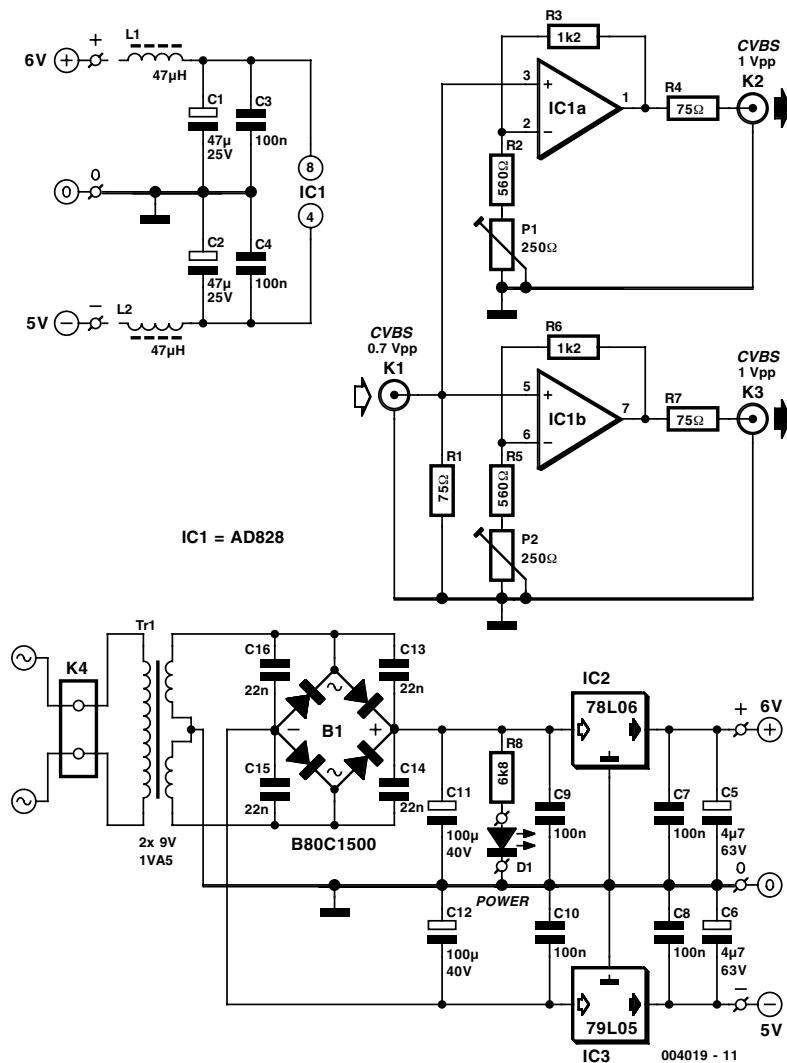 6V
+
L1
47µH
C1
47µ
25V
C3
100n
8
IC1
4
0
0
C2
47µ
25V
C4
100n
5V
−
L2
47µH
R3
1k2
3
+
IC1a
1
2
−
R2
560Ω
P1
250Ω
R4
75Ω
CVBS
1 Vpp
K2
CVBS
0.7 Vpp
K1
R6
1k2
5
+
IC1b
7
6
−
R5
560Ω
P2
250Ω
R1
75Ω
R7
75Ω
CVBS
1 Vpp
K3
IC1 = AD828
K4
Tr1
2x 9V
1VA5
C16
22n
C13
22n
−
B1
+
C15
22n
C14
22n
B80C1500
C11
100µ
40V
R8
6k8
D1
POWER
C9
100n
IC2
78L06
C7
100n
C5
4µ7
63V
+
6V
0
0
C12
100µ
40V
C10
100n
C8
100n
C6
4µ7
63V
79L05
IC3
−
5V
004019 - 11